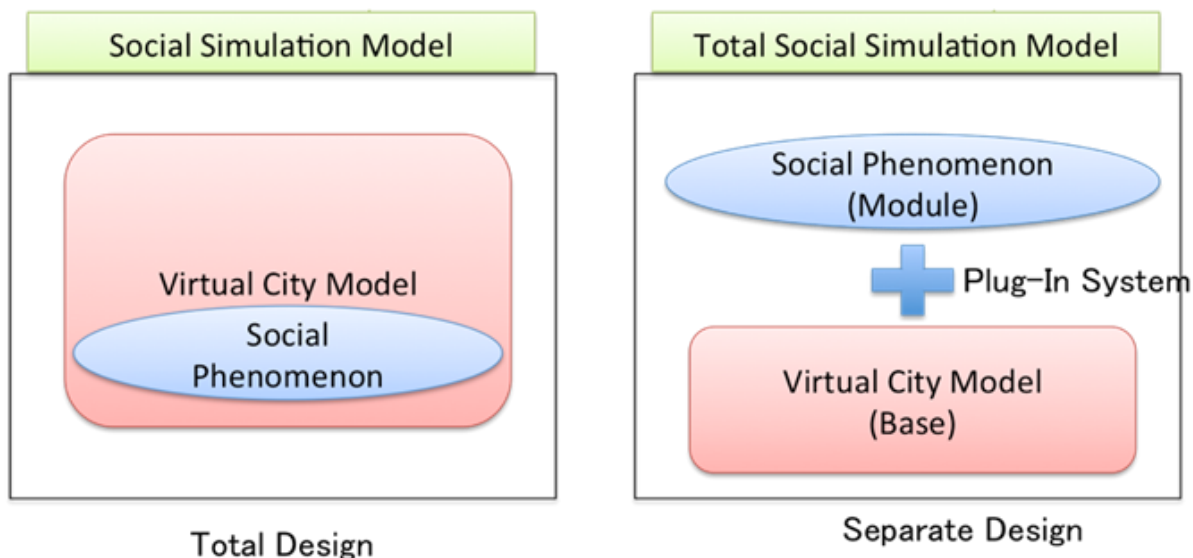 Social Simulation Model
Virtual City Model
Social
Phenomenon
Total Design
Total Social Simulation Model
Social Phenomenon
(Module)
Plug-In System
Virtual City Model
(Base)
Separate Design